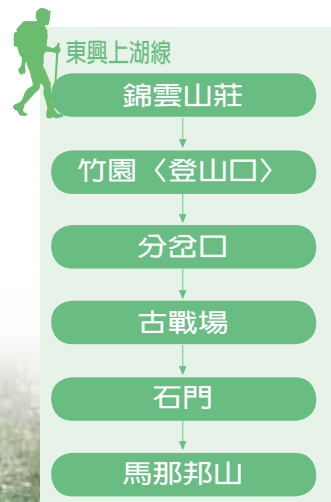 東興上湖線
錦雲山莊
竹園〈登山口〉
分岔口
古戰場
石門
馬那邦山